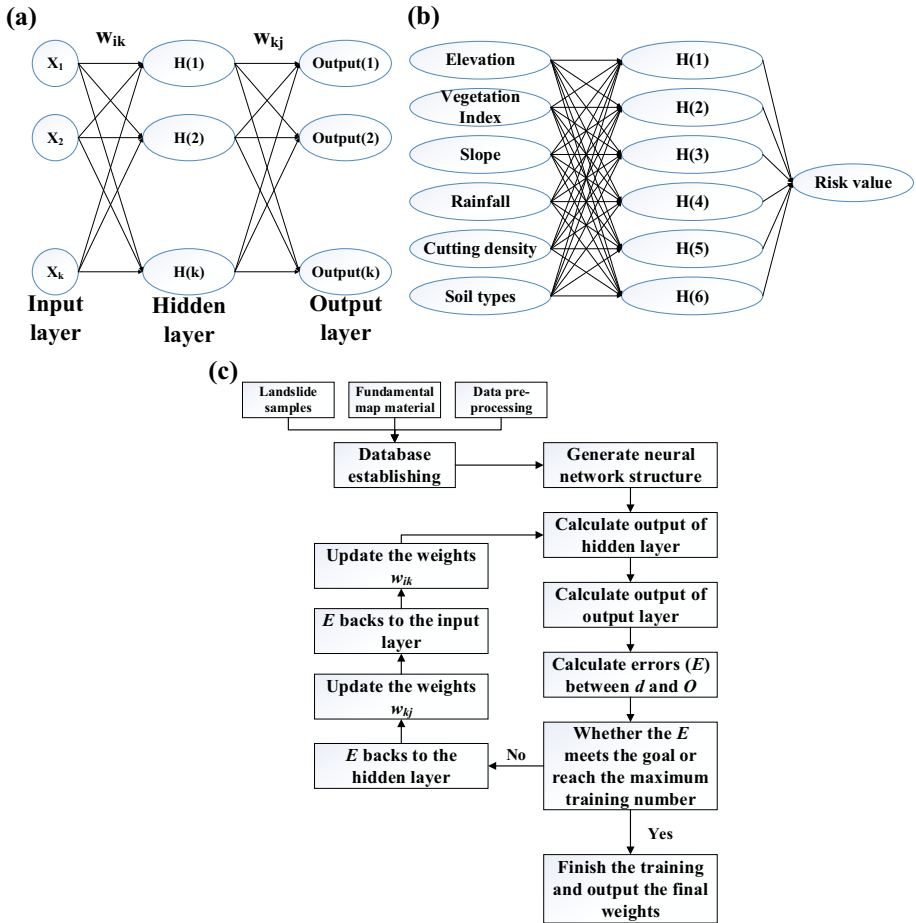 (a)
wik
wkj
X1
H(1)
Output(1)
X2
H(2)
Output(2)
Xk
H(k)
Output(k)
Input
layer
Hidden
layer
Output
layer
(b)
Elevation
Vegetation
Index
Slope
Rainfall
Cutting density
Soil types
H(1)
H(2)
H(3)
H(4)
H(5)
H(6)
Risk value
(c)
Landslide
samples
Fundamental
map material
Data pre-
processing
Database
establishing
Generate neural
network structure
Calculate output of
hidden layer
Calculate output of
output layer
Calculate errors (E)
between d and O
Whether the E
meets the goal or
reach the maximum
training number
No
E backs to the
hidden layer
Update the weights
wkj
E backs to the input
layer
Update the weights
wik
Yes
Finish the training
and output the final
weights